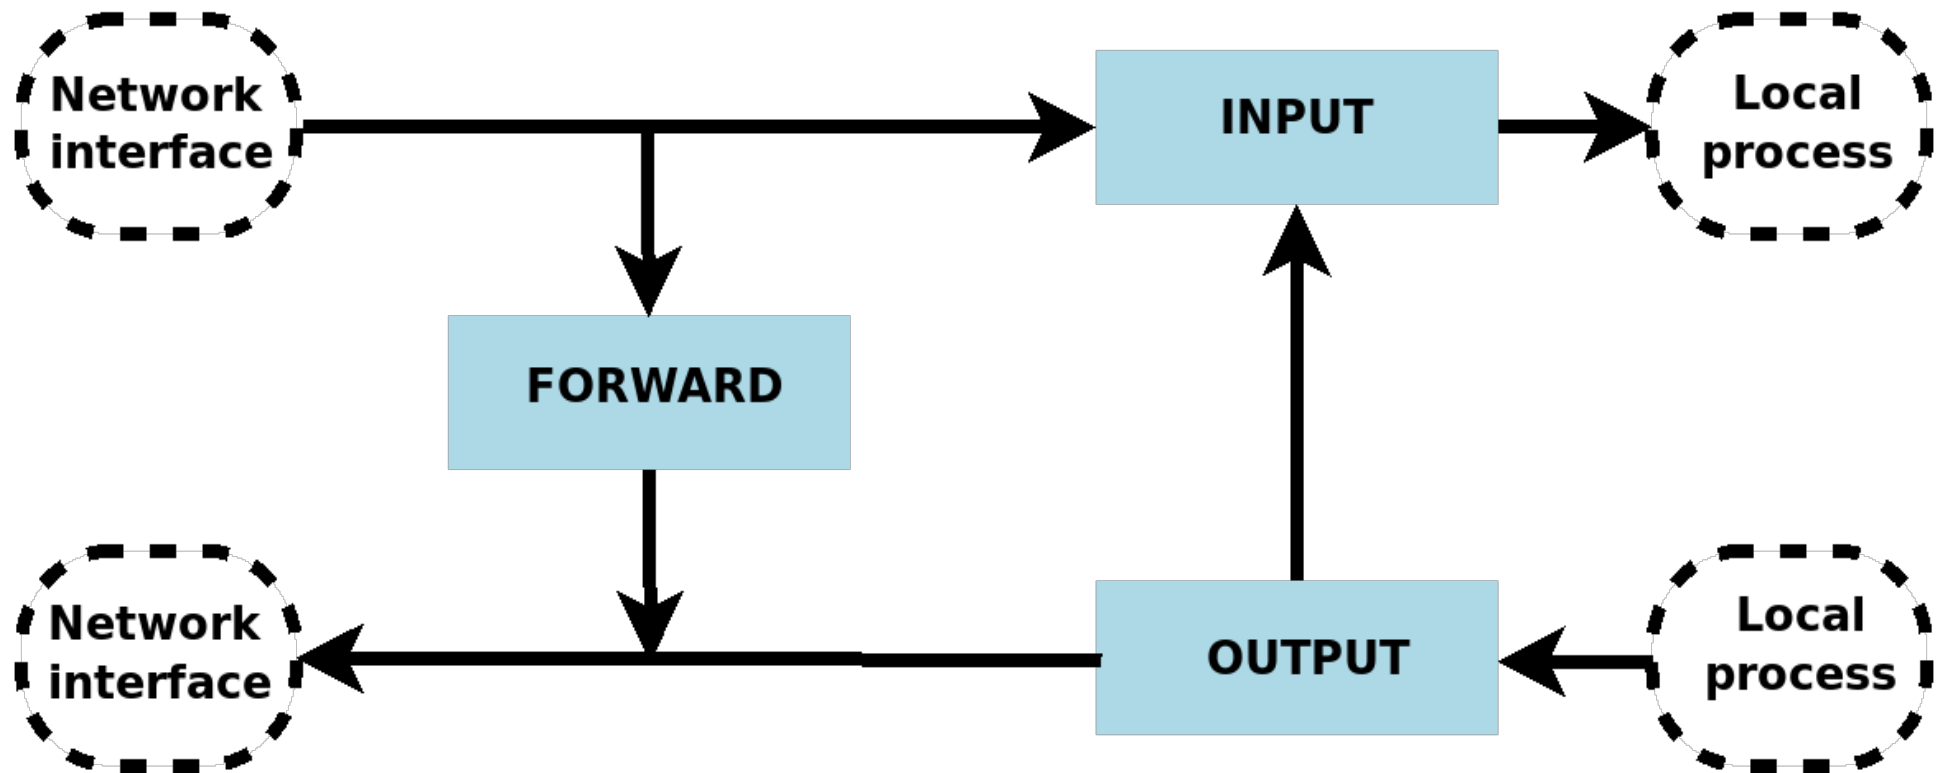 Network
interface
INPUT
Local
process
FORWARD
Network
interface
OUTPUT
Local
process